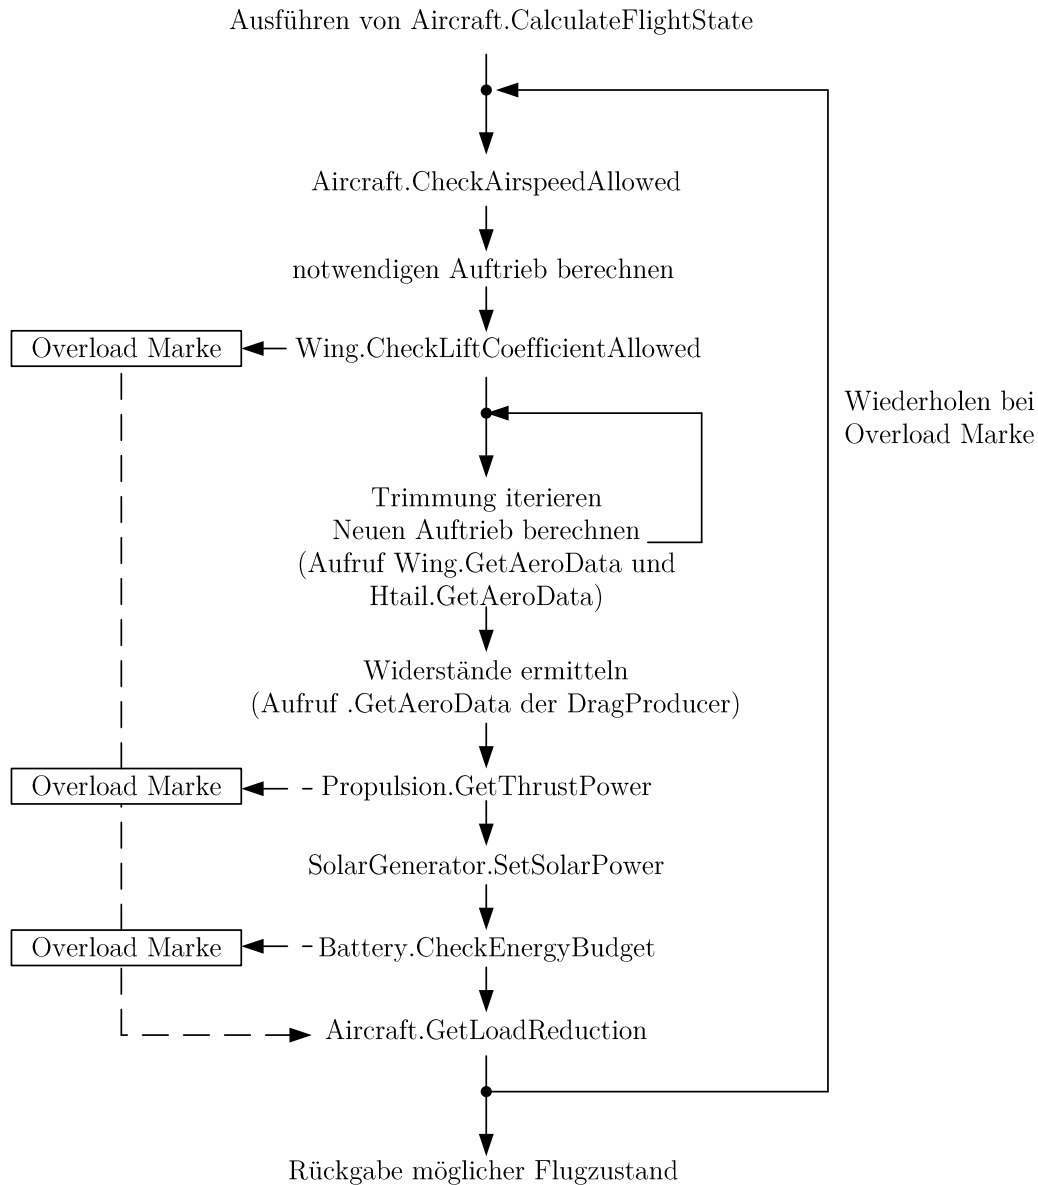 Ausführen von Aircraft.CalculateFlightState
Aircraft.CheckAirspeedAllowed
notwendigen Auftrieb berechnen
Overload Marke
Wing.CheckLiftCoefficientAllowed
Wiederholen bei
Overload Marke
Trimmung iterieren
Neuen Auftrieb berechnen
(Aufruf Wing.GetAeroData und
Htail.GetAeroData)
Widerstände ermitteln
(Aufruf .GetAeroData der DragProducer)
Overload Marke
Propulsion.GetThrustPower
SolarGenerator.SetSolarPower
Overload Marke
Battery.CheckEnergyBudget
Aircraft.GetLoadReduction
Rückgabe möglicher Flugzustand